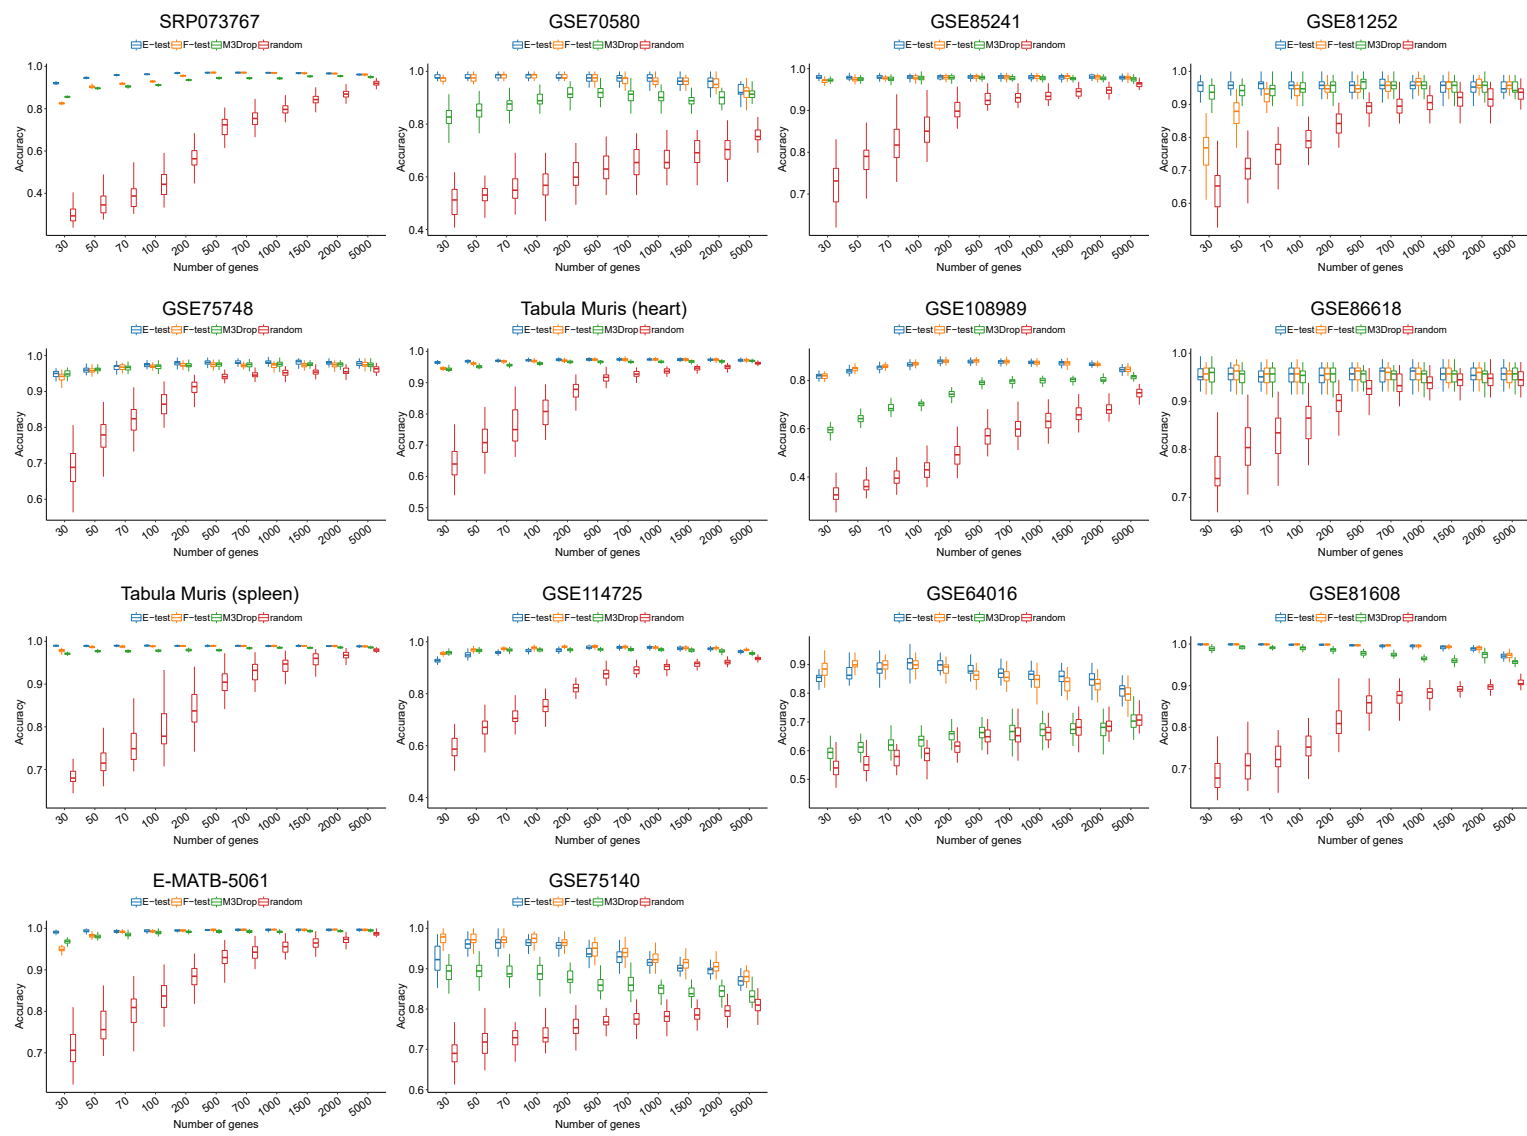 SRP073767
E-test F-test M3Drop random
1.0
0.8
0.6
0.4
Accuracy
30 50 70 100 200 500 700 1000 1500 2000 5000
Number of genes
GSE70580
E-test F-test M3Drop random
1.0
0.8
0.6
0.4
Accuracy
30 50 70 100 200 500 700 1000 1500 2000 5000
Number of genes
GSE85241
E-test F-test M3Drop random
1.0
0.9
0.8
0.7
Accuracy
30 50 70 100 200 500 700 1000 1500 2000 5000
Number of genes
GSE81252
E-test F-test M3Drop random
1.0
0.9
0.8
0.7
0.6
Accuracy
30 50 70 100 200 500 700 1000 1500 2000 5000
Number of genes
GSE75748
E-test F-test M3Drop random
1.0
0.9
0.8
0.7
0.6
Accuracy
30 50 70 100 200 500 700 1000 1500 2000 5000
Number of genes
Tabula Muris (heart)
E-test F-test M3Drop random
1.0
0.9
0.8
0.7
0.6
0.5
Accuracy
30 50 70 100 200 500 700 1000 1500 2000 5000
Number of genes
GSE108989
E-test F-test M3Drop random
0.8
0.6
0.4
Accuracy
30 50 70 100 200 500 700 1000 1500 2000 5000
Number of genes
GSE86618
E-test F-test M3Drop random
1.0
0.9
0.8
0.7
Accuracy
30 50 70 100 200 500 700 1000 1500 2000 5000
Number of genes
Tabula Muris (spleen)
E-test F-test M3Drop random
1.0
0.9
0.8
0.7
Accuracy
30 50 70 100 200 500 700 1000 1500 2000 5000
Number of genes
GSE114725
E-test F-test M3Drop random
1.0
0.8
0.6
0.4
Accuracy
30 50 70 100 200 500 700 1000 1500 2000 5000
Number of genes
GSE64016
E-test F-test M3Drop random
0.9
0.8
0.7
0.6
0.5
Accuracy
30 50 70 100 200 500 700 1000 1500 2000 5000
Number of genes
GSE81608
E-test F-test M3Drop random
1.0
0.9
0.8
0.7
Accuracy
30 50 70 100 200 500 700 1000 1500 2000 5000
Number of genes
E-MATB-5061
E-test F-test M3Drop random
1.0
0.9
0.8
0.7
Accuracy
30 50 70 100 200 500 700 1000 1500 2000 5000
Number of genes
GSE75140
E-test F-test M3Drop random
1.0
0.9
0.8
0.7
0.6
Accuracy
30 50 70 100 200 500 700 1000 1500 2000 5000
Number of genes